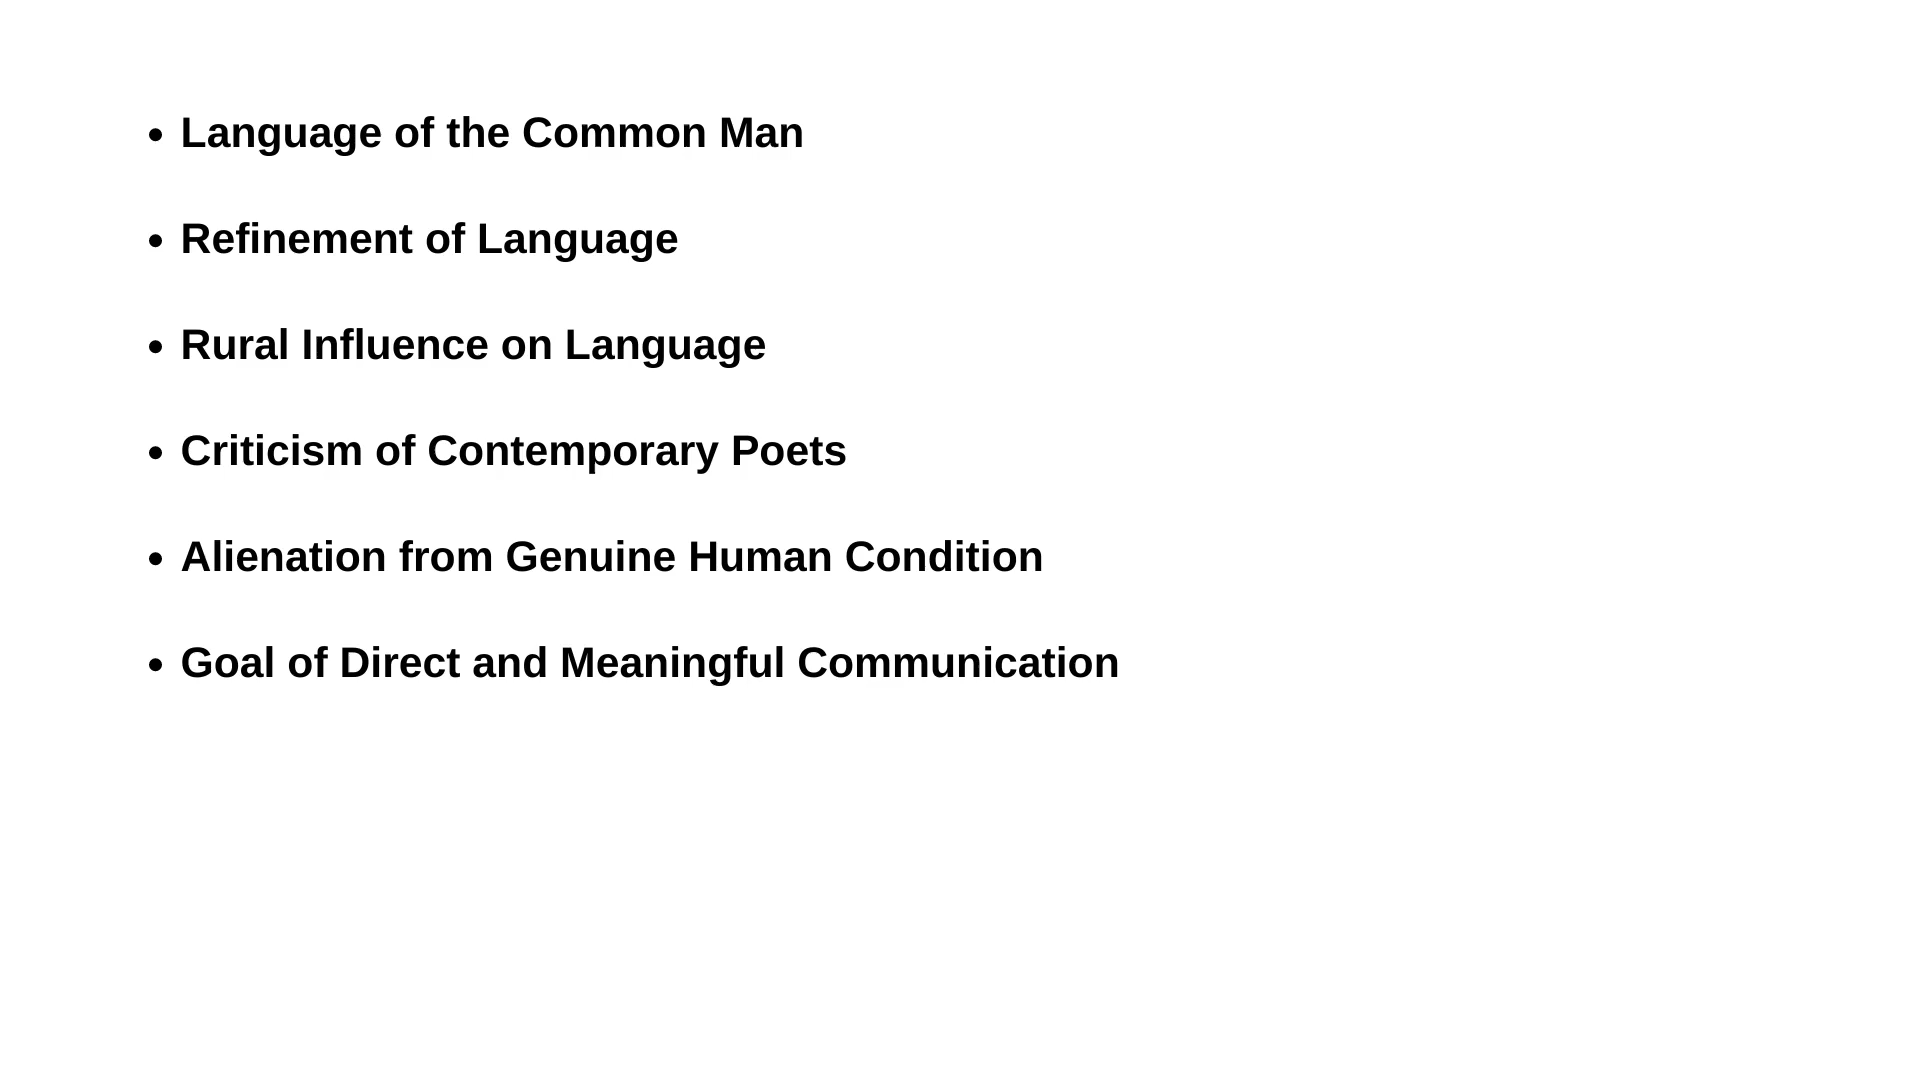 • Language of the Common Man
• Refinement of Language
• Rural Influence on Language
• Criticism of Contemporary Poets
• Alienation from Genuine Human Condition
• Goal of Direct and Meaningful Communication